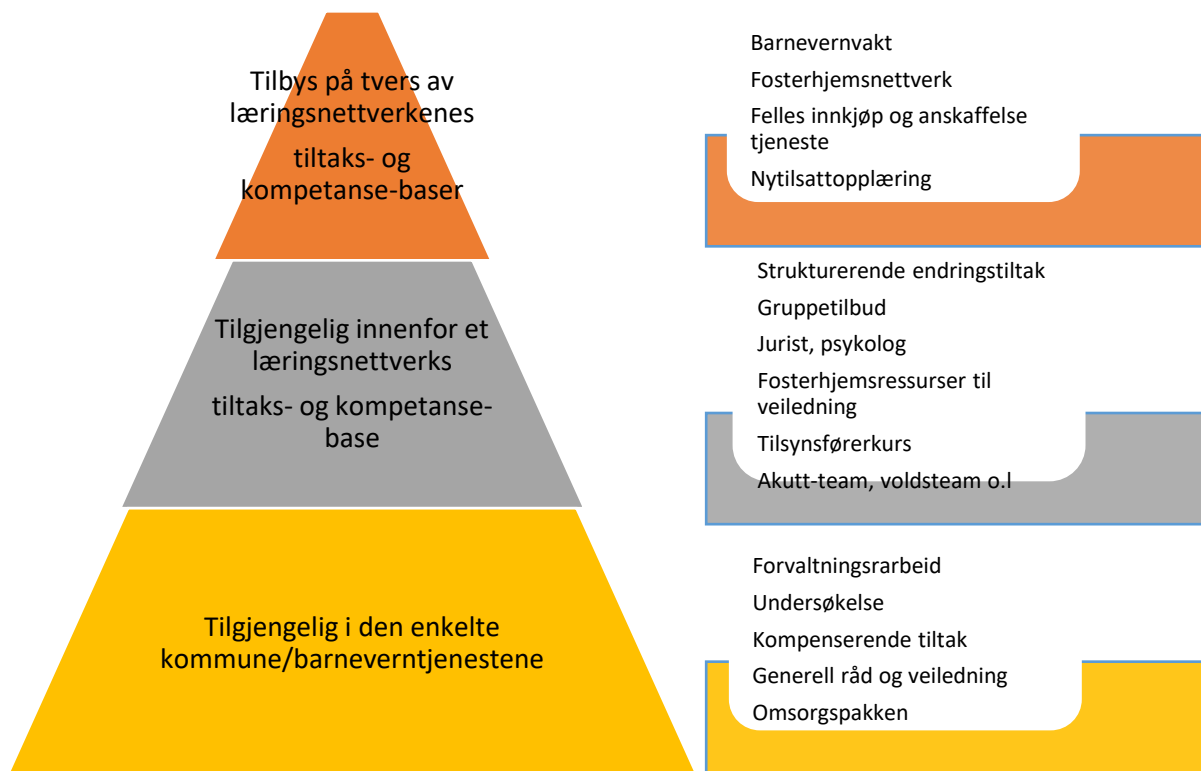 Tilbys på tvers av
læringsnettverkenes
tiltaks- og
kompetanse-baser
Barnevernvakt
Fosterhjemsnettverk
Felles innkjøp og anskaffelse
tjeneste
Nytilsattopplæring
Tilgjengelig innenfor et
læringsnettverks
tiltaks- og kompetanse-
base
Strukturerende endringstiltak
Gruppetilbud
Jurist, psykolog
Fosterhjemsressurser til
veiledning
Tilsynsførerkurs
Akutt-team, voldsteam o.l
Tilgjengelig i den enkelte
kommune/barneverntjenestene
Forvaltningsrarbeid
Undersøkelse
Kompenserende tiltak
Generell råd og veiledning
Omsorgspakken